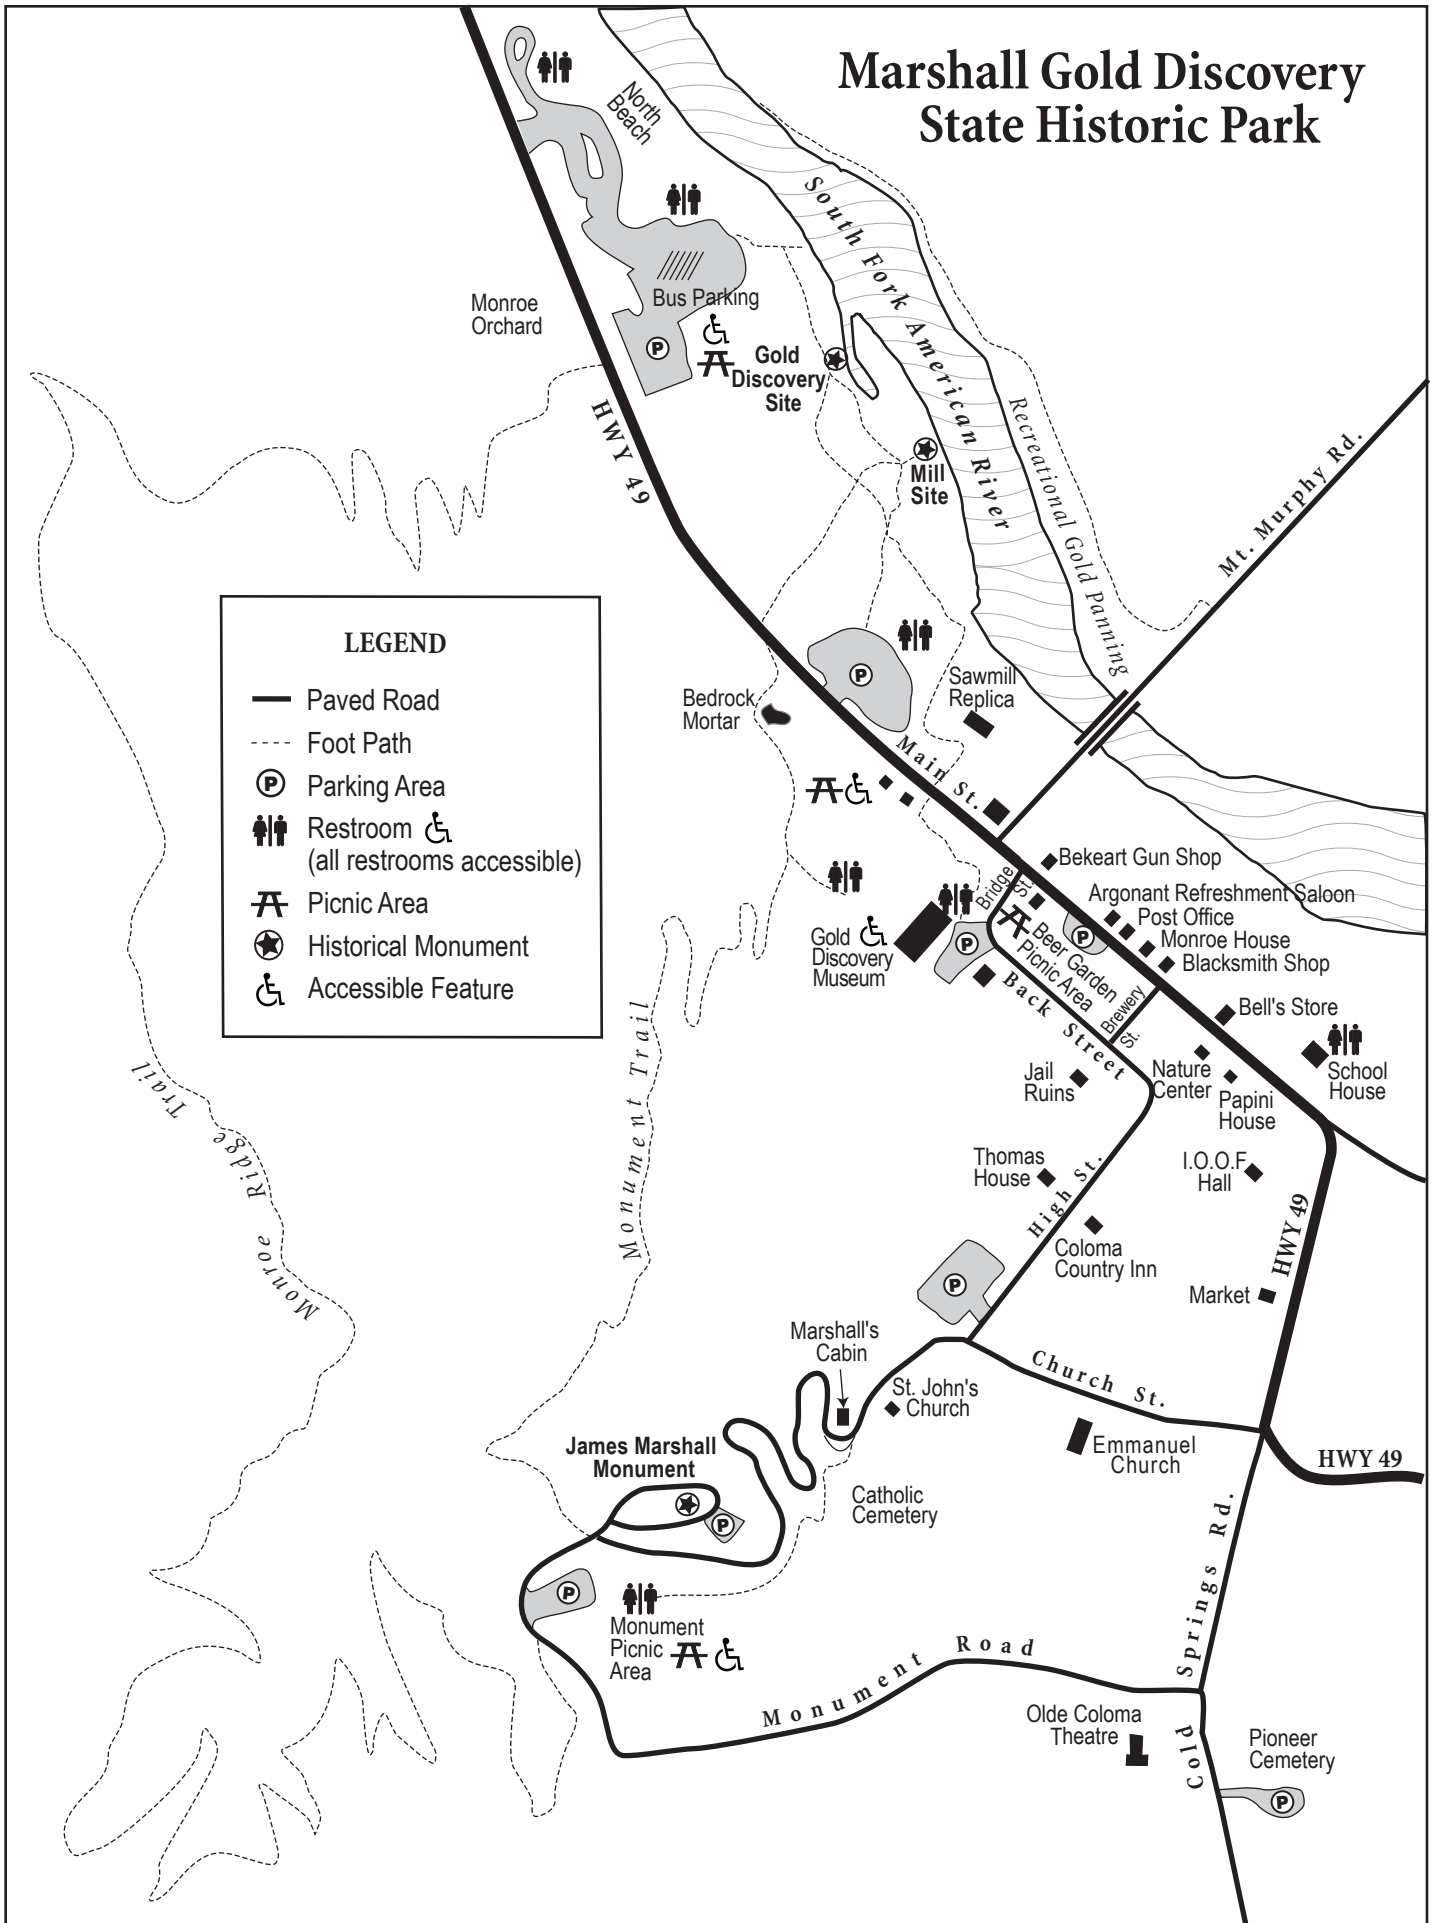 Marshall Gold Discovery
State Historic Park
North
Beach
South Fork American River
Monroe
Orchard
Bus Parking
P
Gold
Discovery
Site
HWY 49
Mill
Site
Recreational Gold Panning
Mt. Murphy Rd.
LEGEND
Paved Road
Foot Path
P Parking Area
Restroom
(all restrooms accessible)
Picnic Area
Historical Monument
Accessible Feature
P
Sawmill
Replica
Bedrock
Mortar
Main St.
Bekeart Gun Shop
Bridge
St.
Argonant Refreshment Saloon
Post Office
Monroe House
Blacksmith Shop
P
Beer Garden
Picnic Area
P
Gold
Discovery
Museum
Back Street
Brewery
St.
Bell's Store
School
House
Nature
Center
Papini
House
Jail
Ruins
Monument Trail
Monroe Ridge Trail
Thomas
House
High St.
I.O.O.F.
Hall
HWY 49
Coloma
Country Inn
P
Market
Marshall's
Cabin
St. John's
Church
Church St.
Emmanuel
Church
HWY 49
James Marshall
Monument
P
Catholic
Cemetery
P
Monument
Picnic
Area
Monument Road
Cold Springs Rd.
Olde Coloma
Theatre
Pioneer
Cemetery
P